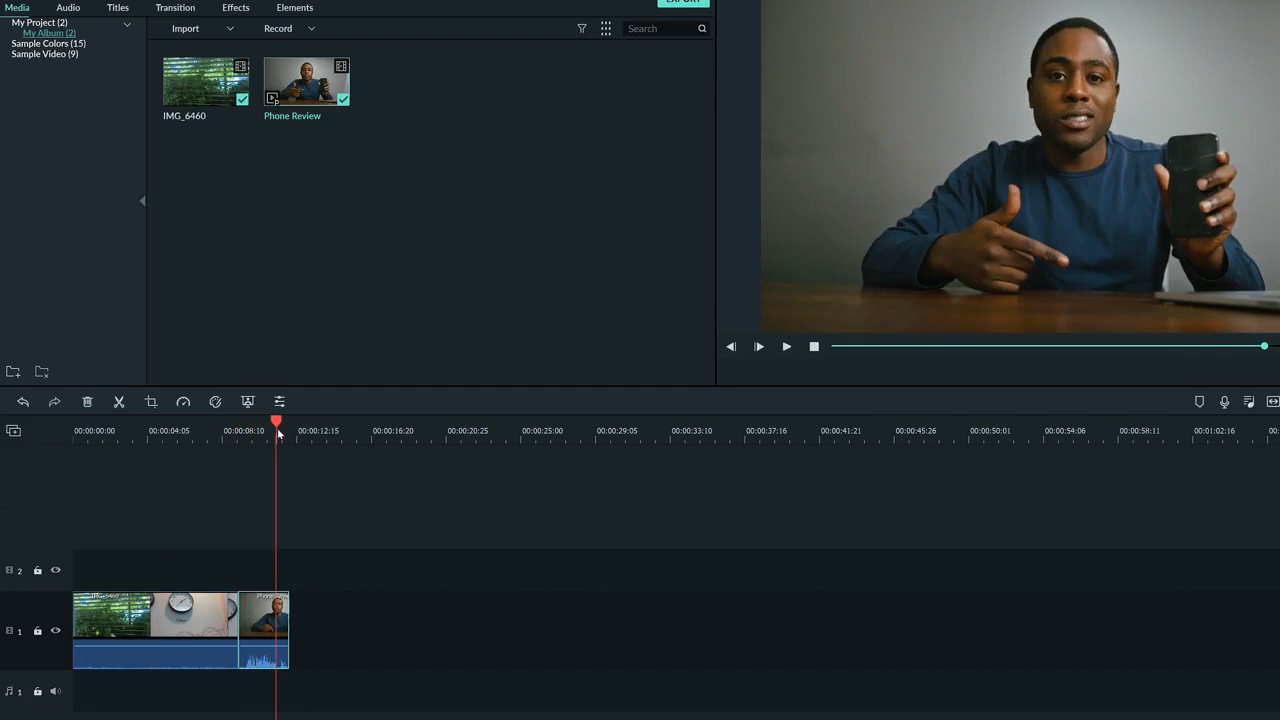 Media Audio Titles Transition Effects Elements
EXPORT
My Project (2)
My Album (2)
Sample Colors (15)
Sample Video (9)
Import Record Search
IMG_6460 Phone Review
00:00:00:00 00:00:04:05 00:00:08:10 00:00:12:15 00:00:16:20 00:00:20:25 00:00:25:00 00:00:29:05 00:00:33:10 00:00:37:16 00:00:41:21 00:00:45:26 00:00:50:01 00:00:54:06 00:00:58:11 00:01:02:16 00:
2
IMG_6460 Phone
1
1